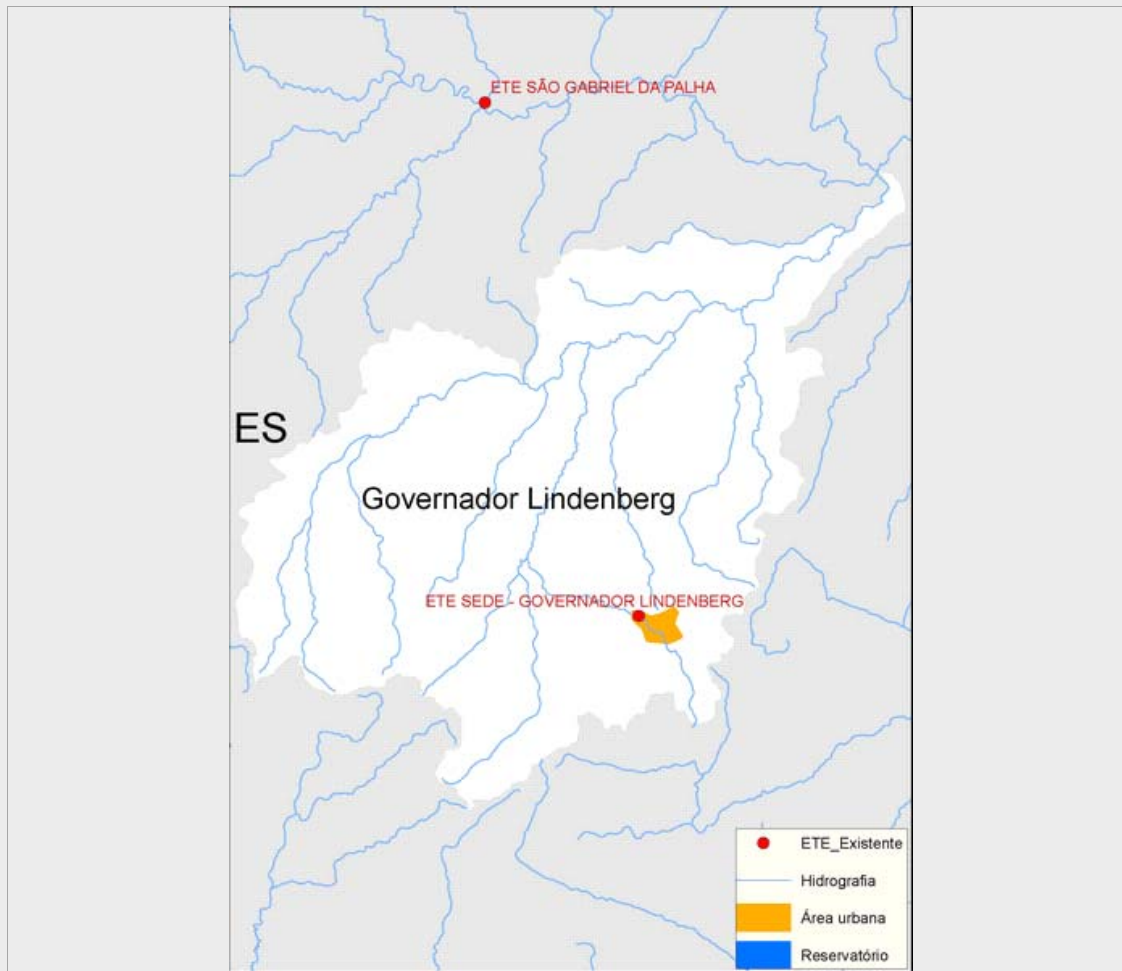 ETE SÃO GABRIEL DA PALHA
ES
Governador Lindenberg
ETE SEDE - GOVERNADOR LINDENBERG
ETE_Existente
Hidrografia
Área urbana
Reservatório